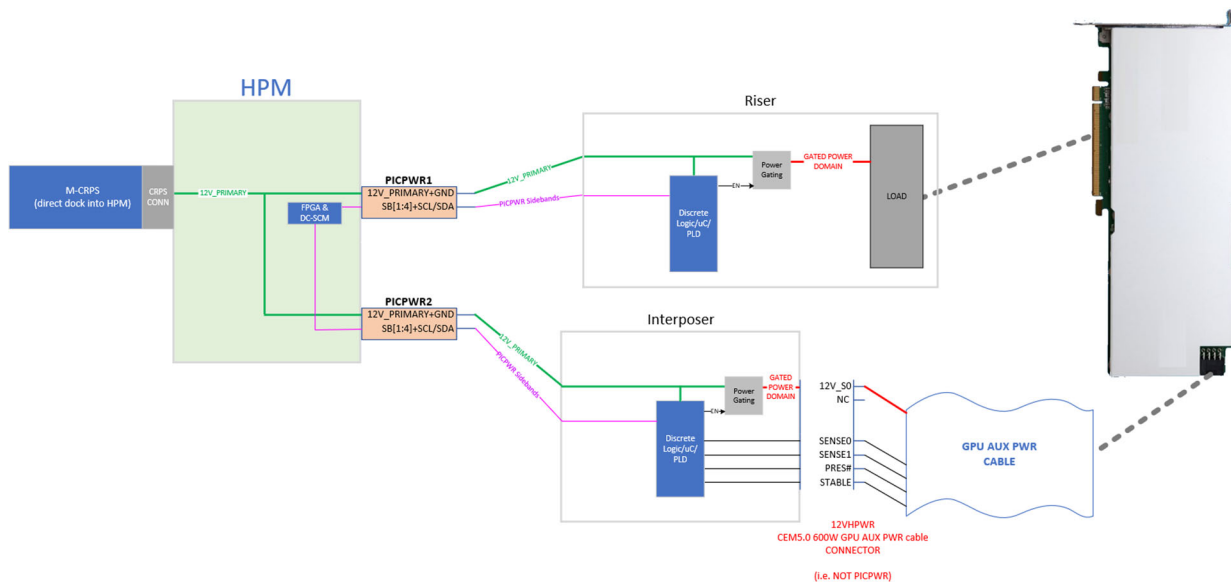 HPM
M-CRPS
(direct dock into HPM)
CRPS
CONN
12V_PRIMARY
FPGA &
DC-SCM
PICPWR1
12V_PRIMARY+GND
SB[1:4]+SCL/SDA
PICPWR2
12V_PRIMARY+GND
SB[1:4]+SCL/SDA
12V_PRIMARY
PICPWR Sidebands
Riser
Discrete
Logic/uC/
PLD
EN
Power
Gating
GATED POWER
DOMAIN
LOAD
12V_PRIMARY
PICPWR Sidebands
Interposer
Discrete
Logic/uC/
PLD
EN
Power
Gating
GATED
POWER
DOMAIN
12V_S0
NC
SENSE0
SENSE1
PRES#
STABLE
GPU AUX PWR
CABLE
12VHPWR
CEM5.0 600W GPU AUX PWR cable
CONNECTOR
(i.e. NOT PICPWR)